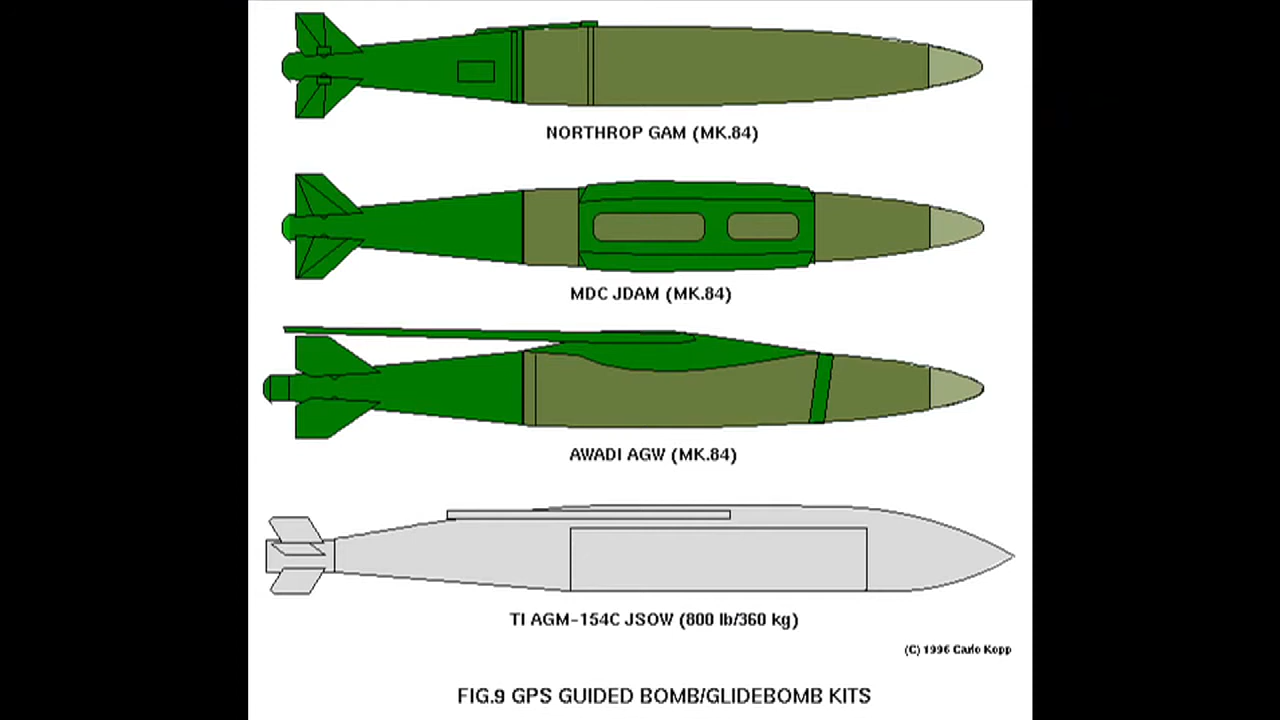 NORTHROP GAM (MK.84)
MDC JDAM (MK.84)
AWADI AGW (MK.84)
TI AGM-154C JSOW (800 lb/360 kg)
(C) 1996 Carlo Kopp
FIG.9 GPS GUIDED BOMB/GLIDEBOMB KITS